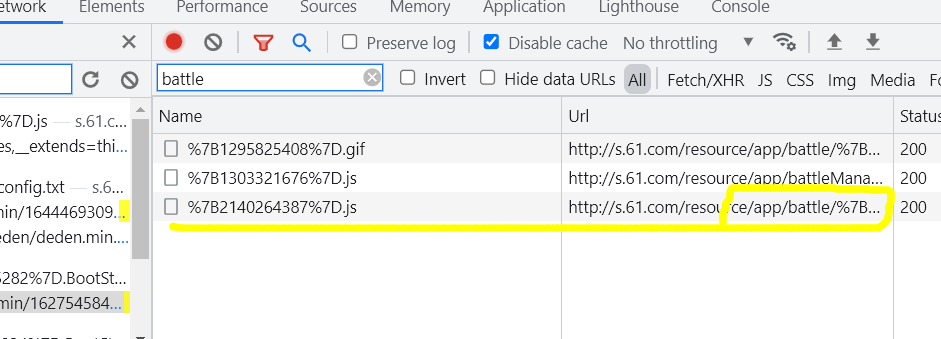 etwork Elements Performance Sources Memory Application Lighthouse Console
Preserve log Disable cache No throttling
battle Invert Hide data URLs All Fetch/XHR JS CSS Img Media Fo
%7D.js — s.61.c...
es,__extends=thi...
config.txt — s.6...
min/1644469309...
eden/deden.min....
5282%7D.BootSt...
min/162754584...
Name Url Status
%7B1295825408%7D.gif http://s.61.com/resource/app/battle/%7B... 200
%7B1303321676%7D.js http://s.61.com/resource/app/battleMana... 200
%7B2140264387%7D.js http://s.61.com/resource/app/battle/%7B... 200